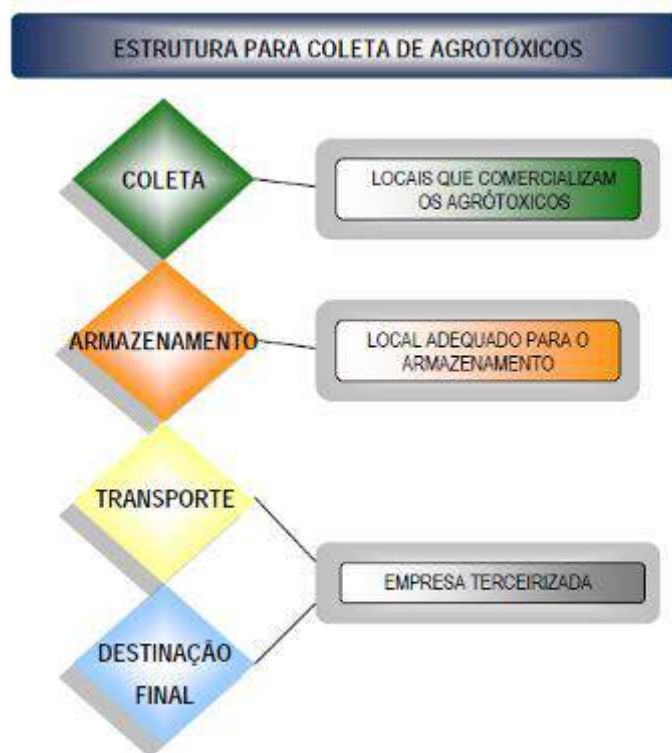 ESTRUTURA PARA COLETA DE AGROTÓXICOS
COLETA
LOCAIS QUE COMERCIALIZAM
OS AGRÓTOXICOS
ARMAZENAMENTO
LOCAL ADEQUADO PARA O
ARMAZENAMENTO
TRANSPORTE
EMPRESA TERCEIRIZADA
DESTINAÇÃO
FINAL